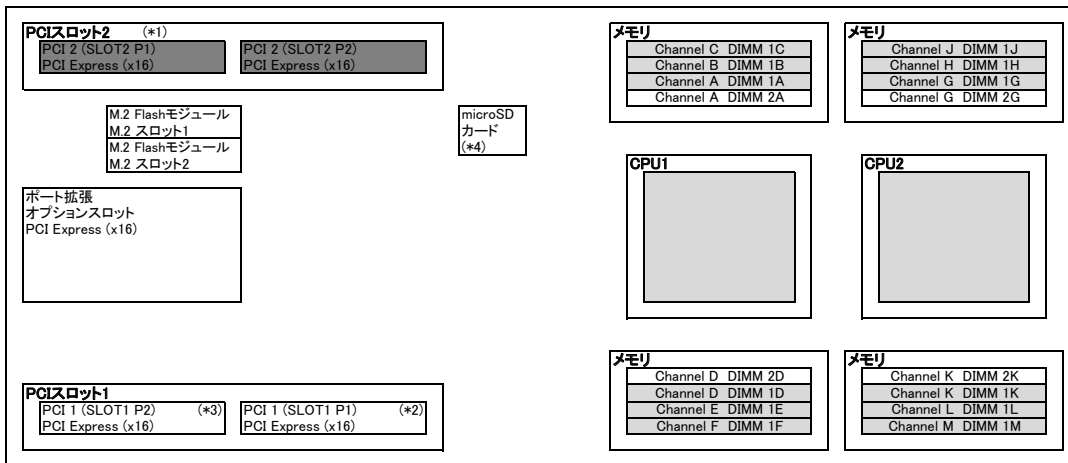 PCIスロット2 (*1)
PCI 2 (SLOT2 P1)
PCI Express (x16)
PCI 2 (SLOT2 P2)
PCI Express (x16)
メモリ
Channel C DIMM 1C
Channel B DIMM 1B
Channel A DIMM 1A
Channel A DIMM 2A
メモリ
Channel J DIMM 1J
Channel H DIMM 1H
Channel G DIMM 1G
Channel G DIMM 2G
M.2 Flashモジュール
M.2 スロット1
M.2 Flashモジュール
M.2 スロット2
microSD
カード
(*4)
CPU1
CPU2
ポート拡張
オプションスロット
PCI Express (x16)
メモリ
Channel D DIMM 2D
Channel D DIMM 1D
Channel E DIMM 1E
Channel F DIMM 1F
メモリ
Channel K DIMM 2K
Channel K DIMM 1K
Channel L DIMM 1L
Channel M DIMM 1M
PCIスロット1
PCI 1 (SLOT1 P2) (*3)
PCI Express (x16)
PCI 1 (SLOT1 P1) (*2)
PCI Express (x16)